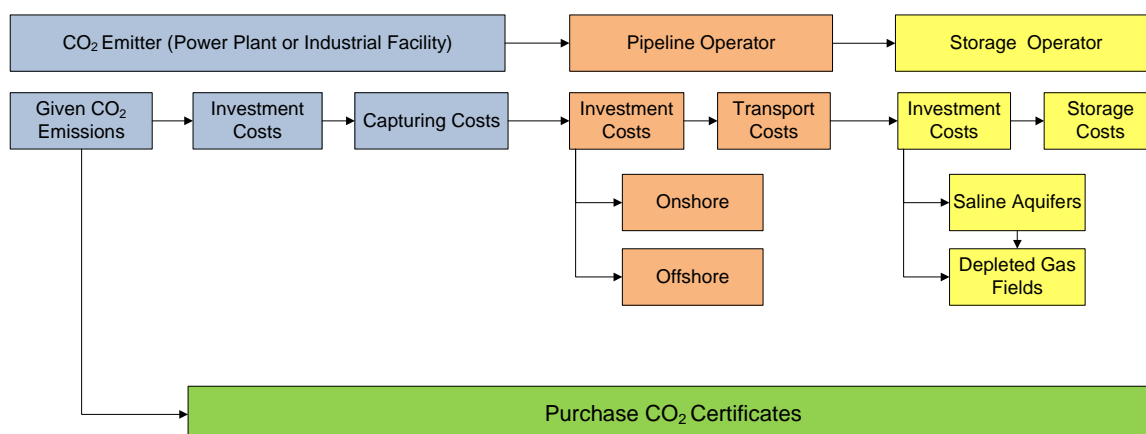 CO₂ Emitter (Power Plant or Industrial Facility)
Pipeline Operator
Storage Operator
Given CO₂
Emissions
Investment
Costs
Capturing Costs
Investment
Costs
Transport
Costs
Investment
Costs
Storage
Costs
Onshore
Offshore
Saline Aquifers
Depleted Gas
Fields
Purchase CO₂ Certificates